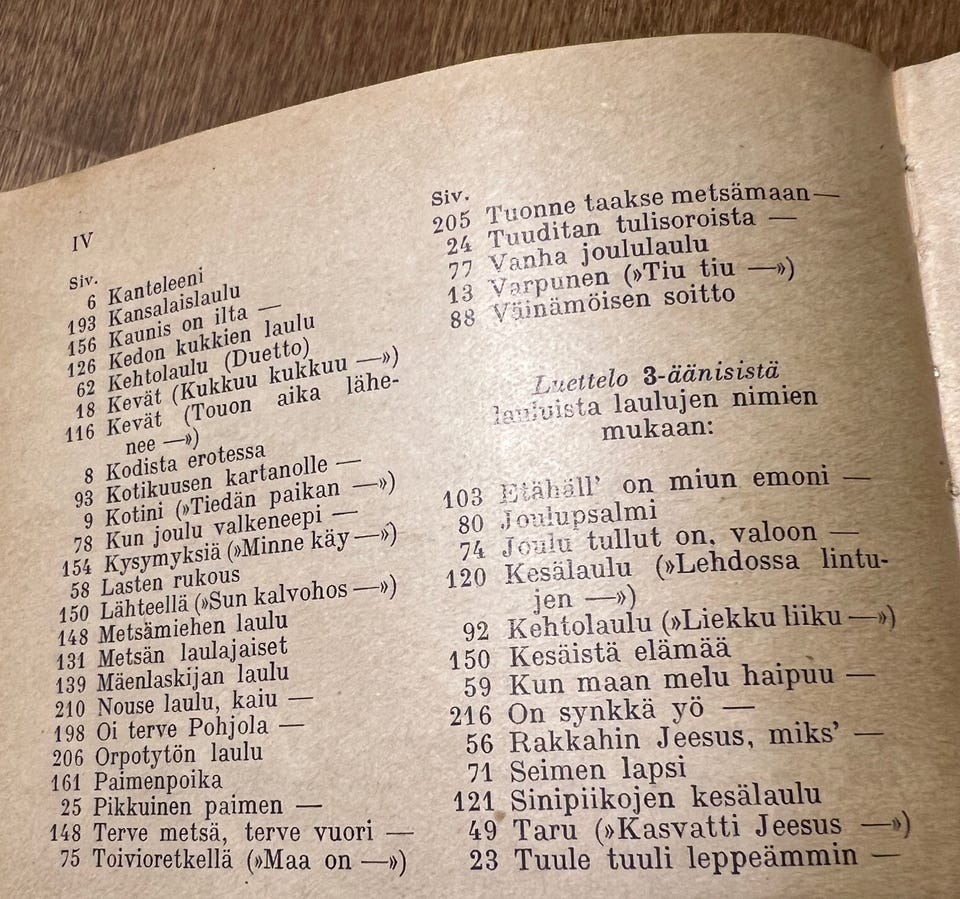 IV
Siv.
6 Kanteleeni
193 Kansalaislaulu
156 Kaunis on ilta —
126 Kedon kukkien laulu
62 Kehtolaulu (Duetto)
18 Kevät (Kukkuu kukkuu —»)
116 Kevät (Touon aika lähe-
nee —»)
8 Kodista erotessa
93 Kotikuusen kartanolle —
9 Kotini (»Tiedän paikan —»)
78 Kun joulu valkeneepi —
154 Kysymyksiä (»Minne käy —»)
58 Lasten rukous
150 Lähteellä (»Sun kalvohos —»)
148 Metsämiehen laulu
131 Metsän laulajaiset
139 Mäenlaskijan laulu
210 Nouse laulu, kaiu —
198 Oi terve Pohjola —
206 Orpotytön laulu
161 Paimenpoika
25 Pikkuinen paimen —
148 Terve metsä, terve vuori —
75 Toivioretkellä (»Maa on —»)
Siv.
205 Tuonne taakse metsämaan—
24 Tuuditan tulisoroista —
77 Vanha joululaulu
13 Varpunen (»Tiu tiu —»)
88 Väinämöisen soitto
Luettelo 3-äänisistä
lauluista laulujen nimien
mukaan:
103 Etähäll' on miun emoni —
80 Joulupsalmi
74 Joulu tullut on, valoon —
120 Kesälaulu (»Lehdossa lintu-
jen —»)
92 Kehtolaulu (»Liekku liiku —»)
150 Kesäistä elämää
59 Kun maan melu haipuu —
216 On synkkä yö —
56 Rakkahin Jeesus, miks' —
71 Seimen lapsi
121 Sinipiikojen kesälaulu
49 Taru (»Kasvatti Jeesus —»)
23 Tuule tuuli leppeämmin —